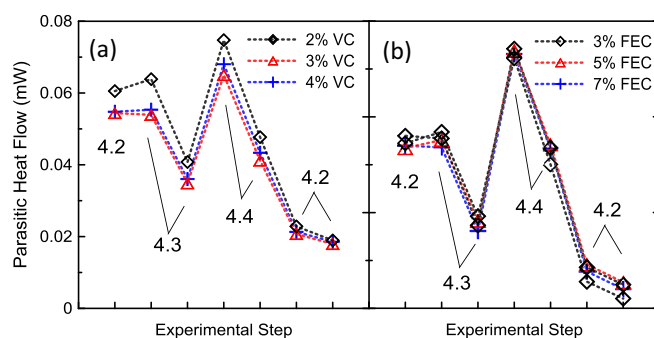 0.08
0.06
0.04
0.02
0
Parasitic Heat Flow (mW)
(a)
2% VC
3% VC
4% VC
4.2
4.3
4.4
4.2
Experimental Step
(b)
3% FEC
5% FEC
7% FEC
4.2
4.3
4.4
4.2
Experimental Step